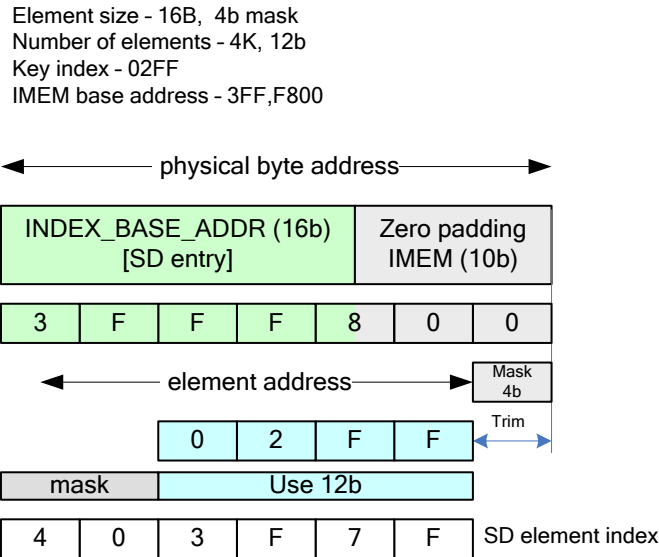 Element size – 16B, 4b mask
Number of elements – 4K, 12b
Key index – 02FF
IMEM base address – 3FF,F800
physical byte address
INDEX_BASE_ADDR (16b)
[SD entry]
Zero padding
IMEM (10b)
3 F F F 8 0 0
element address
Mask
4b
Trim
0 2 F F
mask
Use 12b
4 0 3 F 7 F SD element index